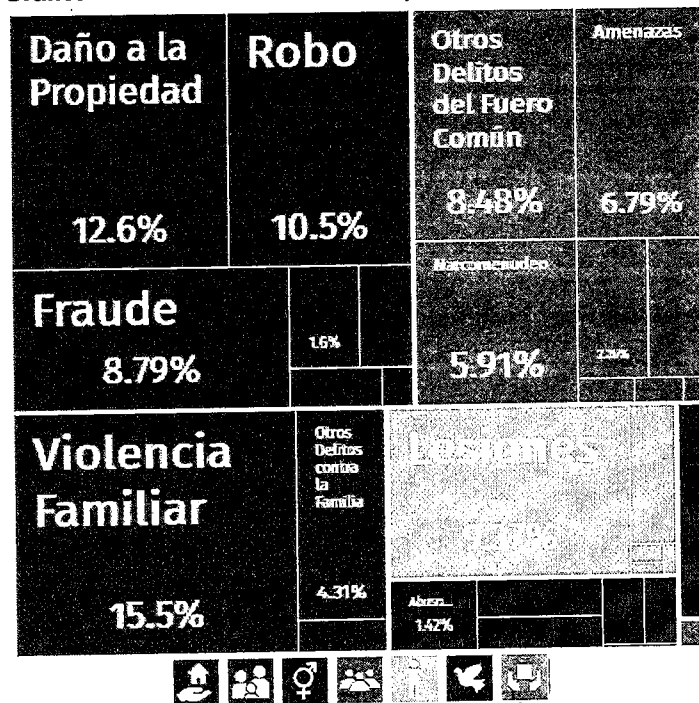 Daño a la
Propiedad
12.6%
Robo
10.5%
Otros
Delitos
del Fuero
Común
8.48%
Amenazas
6.79%
Fraude
8.79%
1.6%
Narcomenudeo
5.91%
Violencia
Familiar
15.5%
Otros
Delitos
contra
la
Familia
4.31%
Lesiones
Abuso...
1.42%